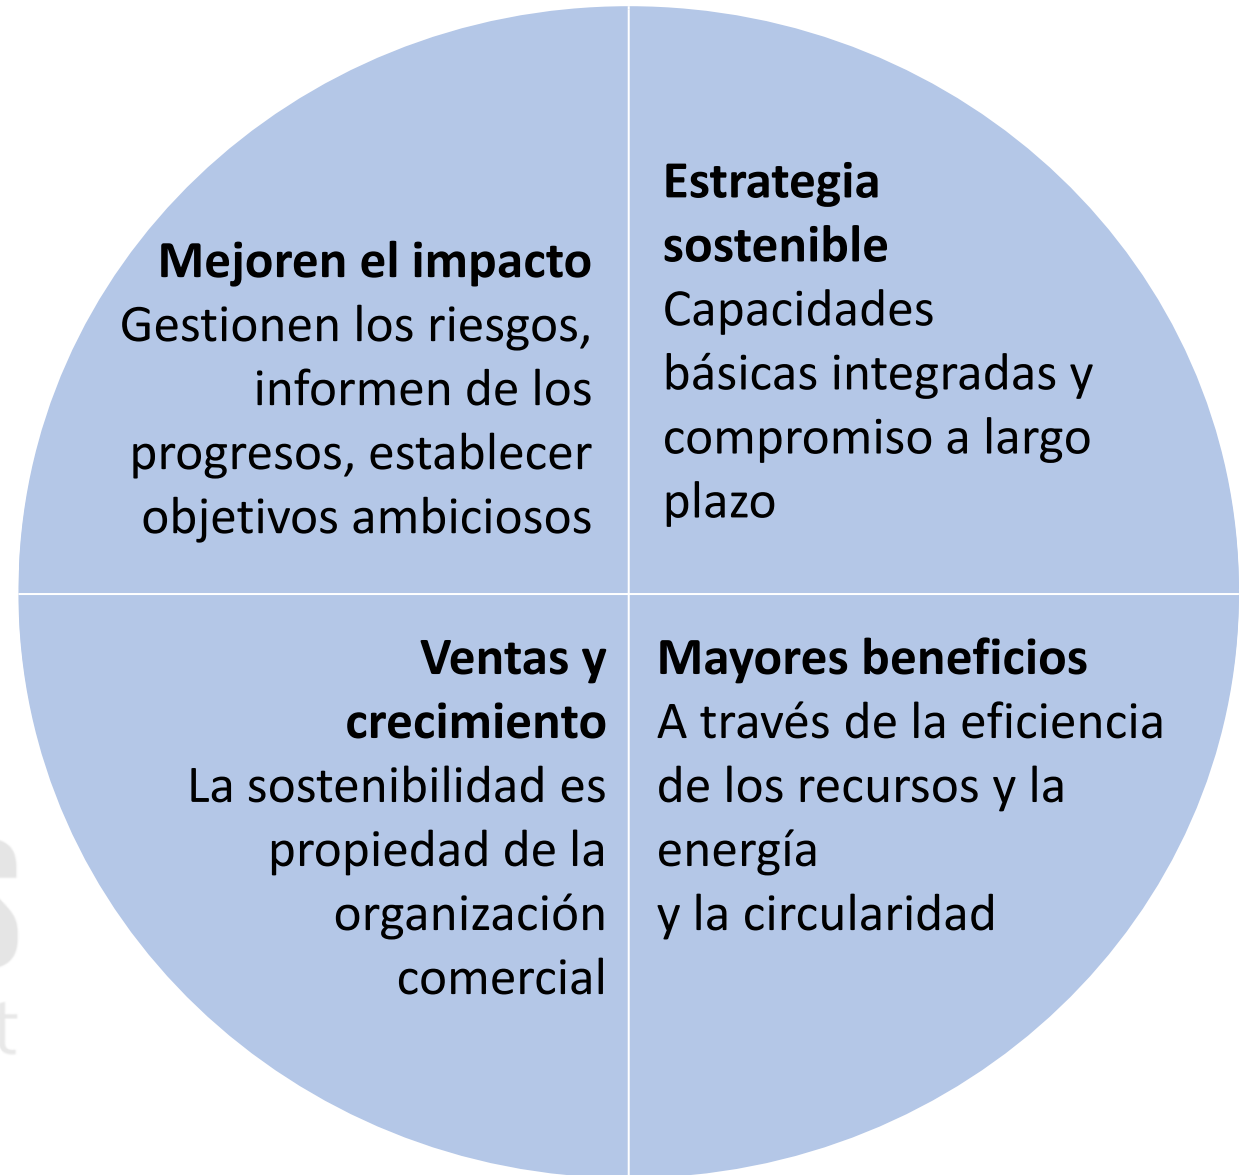 Mejoren el impacto
Gestionen los riesgos,
informen de los
progresos, establecer
objetivos ambiciosos
Estrategia
sostenible
Capacidades
básicas integradas y
compromiso a largo
plazo
Ventas y
crecimiento
La sostenibilidad es
propiedad de la
organización
comercial
Mayores beneficios
A través de la eficiencia
de los recursos y la
energía
y la circularidad